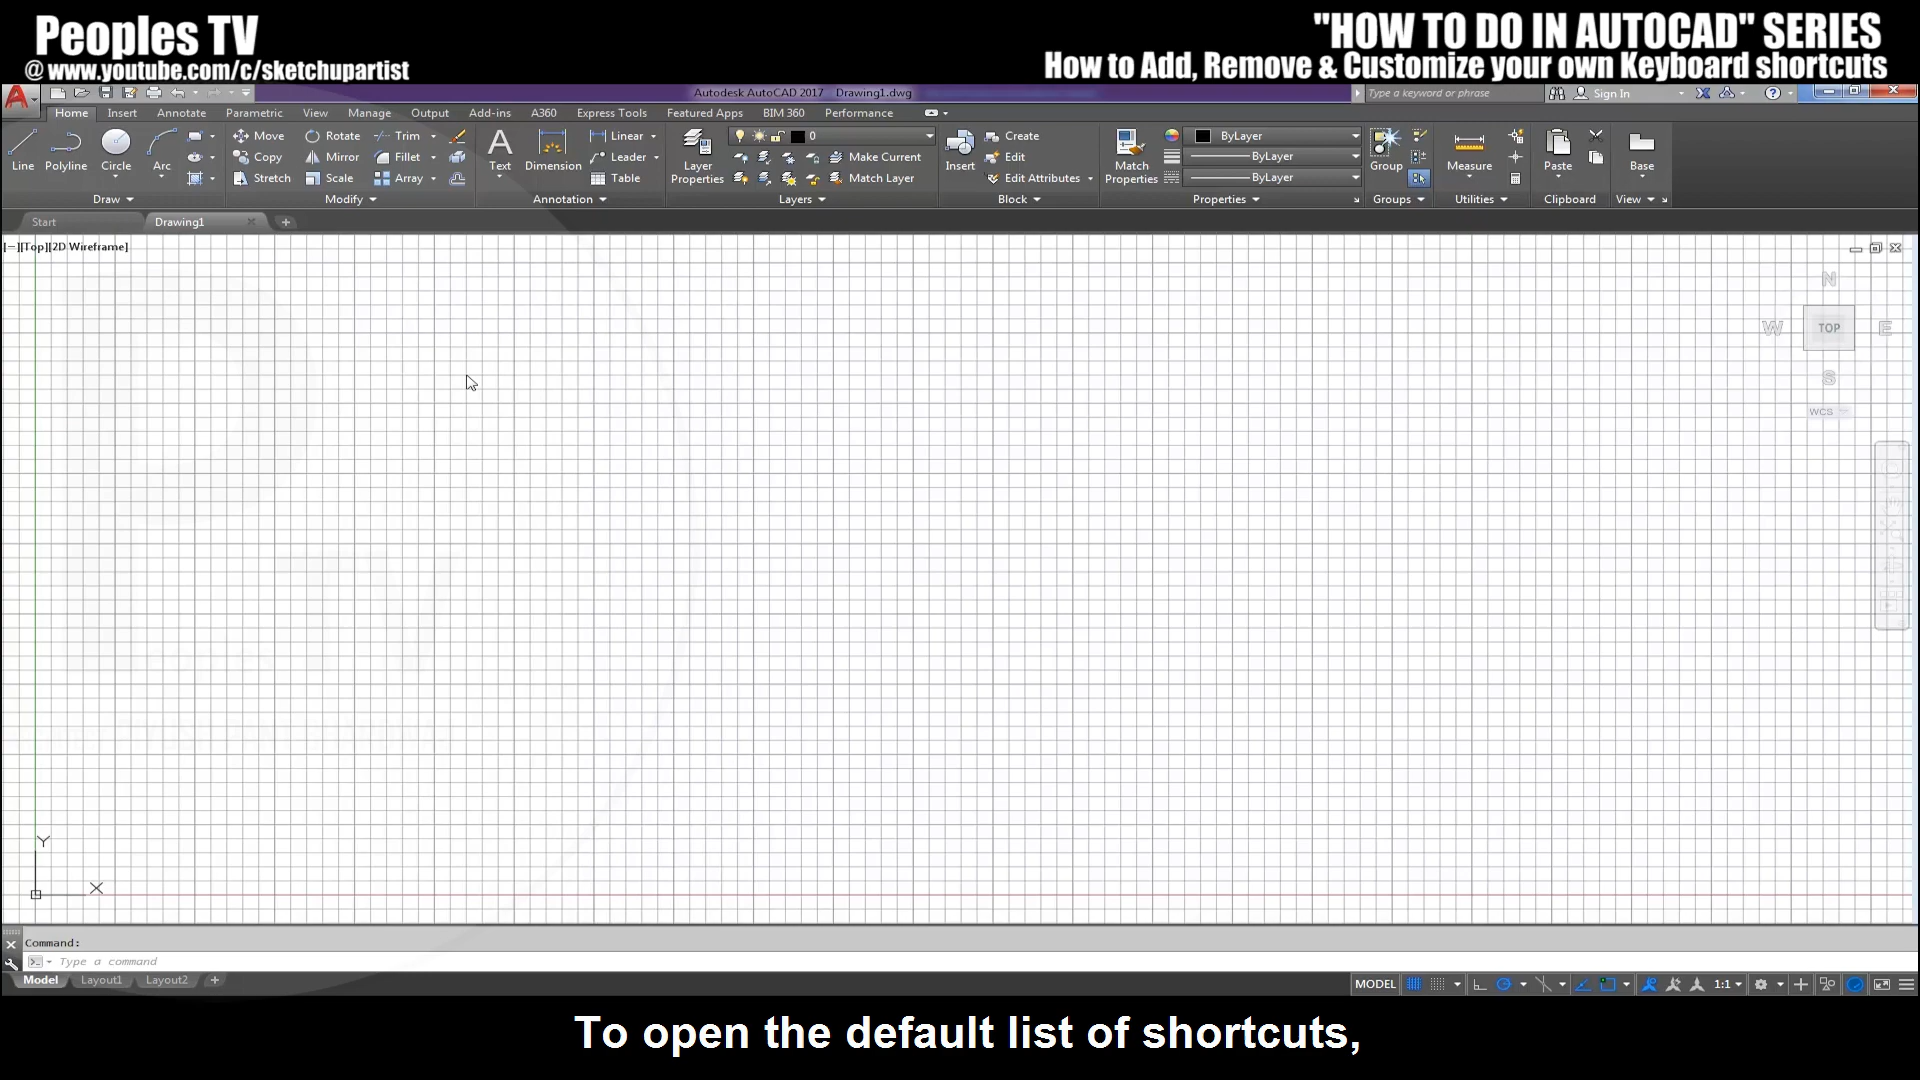 Peoples TV
@ www.youtube.com/c/sketchupartist
"HOW TO DO IN AUTOCAD" SERIES
How to Add, Remove & Customize your own Keyboard shortcuts
Autodesk AutoCAD 2017 Drawing1.dwg
Type a keyword or phrase
Sign In
Home Insert Annotate Parametric View Manage Output Add-ins A360 Express Tools Featured Apps BIM 360 Performance
Line Polyline Circle Arc
Move Rotate Trim
Copy Mirror Fillet
Stretch Scale Array
Text Dimension
Linear
Leader
Table
Layer Properties
0
Make Current
Match Layer
Insert
Create
Edit
Edit Attributes
Match Properties
ByLayer
ByLayer
ByLayer
Group
Measure
Paste
Base
Draw Modify Annotation Layers Block Properties Groups Utilities Clipboard View
Start Drawing1
[−][Top][2D Wireframe]
N
W TOP E
S
WCS
Y
X
Command:
Type a command
Model Layout1 Layout2
MODEL 1:1
To open the default list of shortcuts,